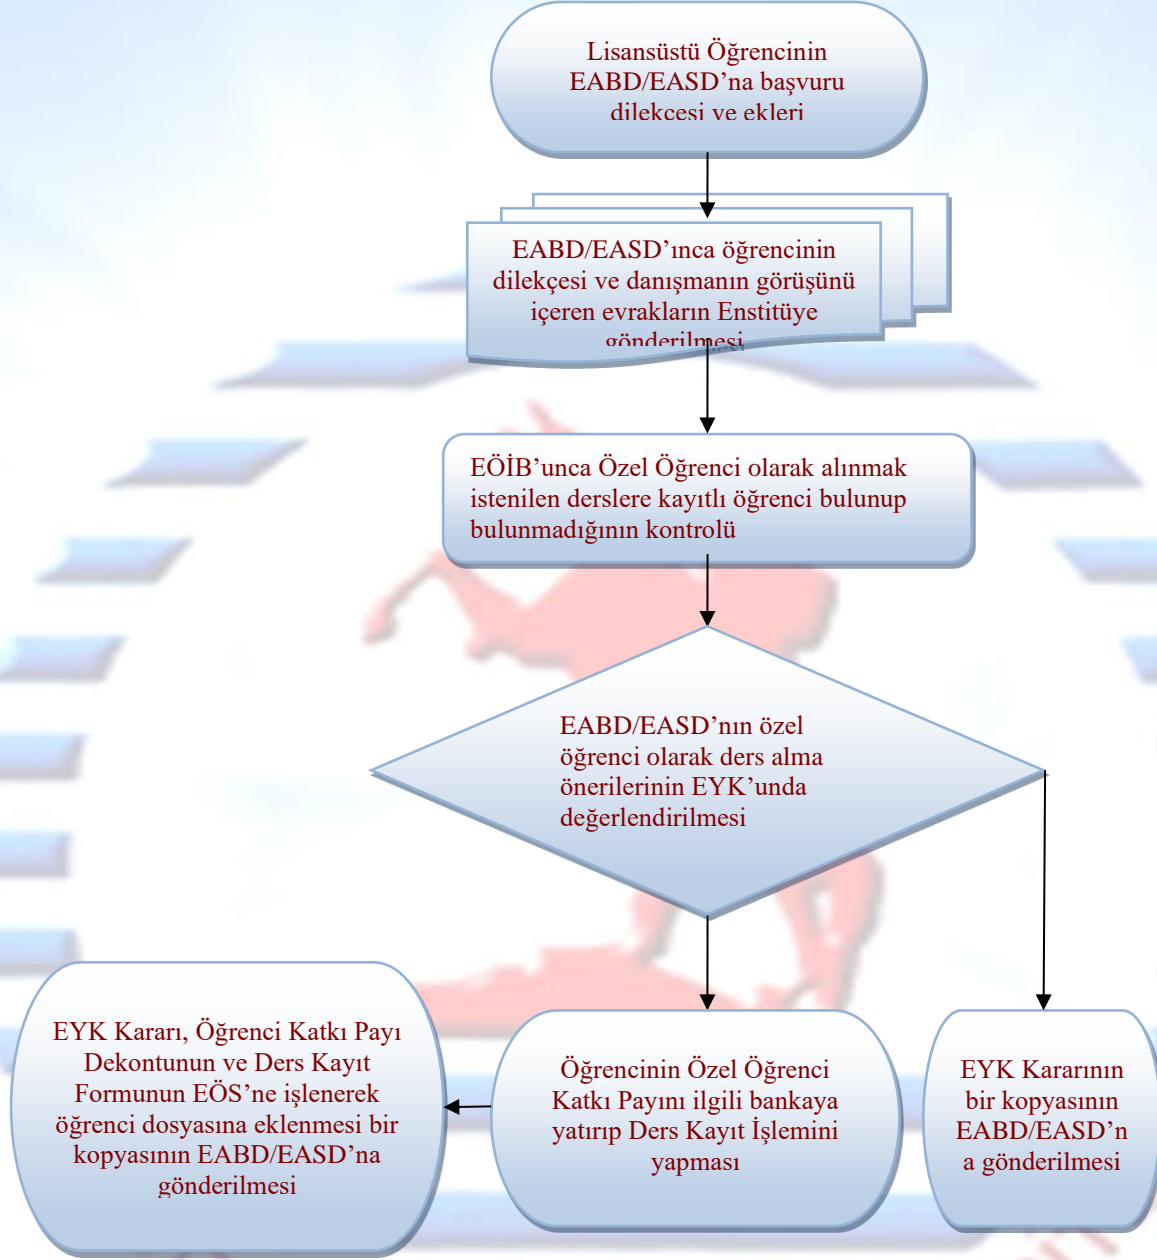 Lisansüstü Öğrencinin
EABD/EASD’na başvuru
dilekçesi ve ekleri
EABD/EASD’ınca öğrencinin
dilekçesi ve danışmanın görüşünü
içeren evrakların Enstitüye
gönderilmesi
EÖİB’unca Özel Öğrenci olarak alınmak
istenilen derslere kayıtlı öğrenci bulunup
bulunmadığının kontrolü
EABD/EASD’nın özel
öğrenci olarak ders alma
önerilerinin EYK’unda
değerlendirilmesi
EYK Kararı, Öğrenci Katkı Payı
Dekontunun ve Ders Kayıt
Formunun EÖS’ne işlenerek
öğrenci dosyasına eklenmesi bir
kopyasının EABD/EASD’na
gönderilmesi
Öğrencinin Özel Öğrenci
Katkı Payını ilgili bankaya
yatırıp Ders Kayıt İşlemini
yapması
EYK Kararının
bir kopyasının
EABD/EASD’n
a gönderilmesi